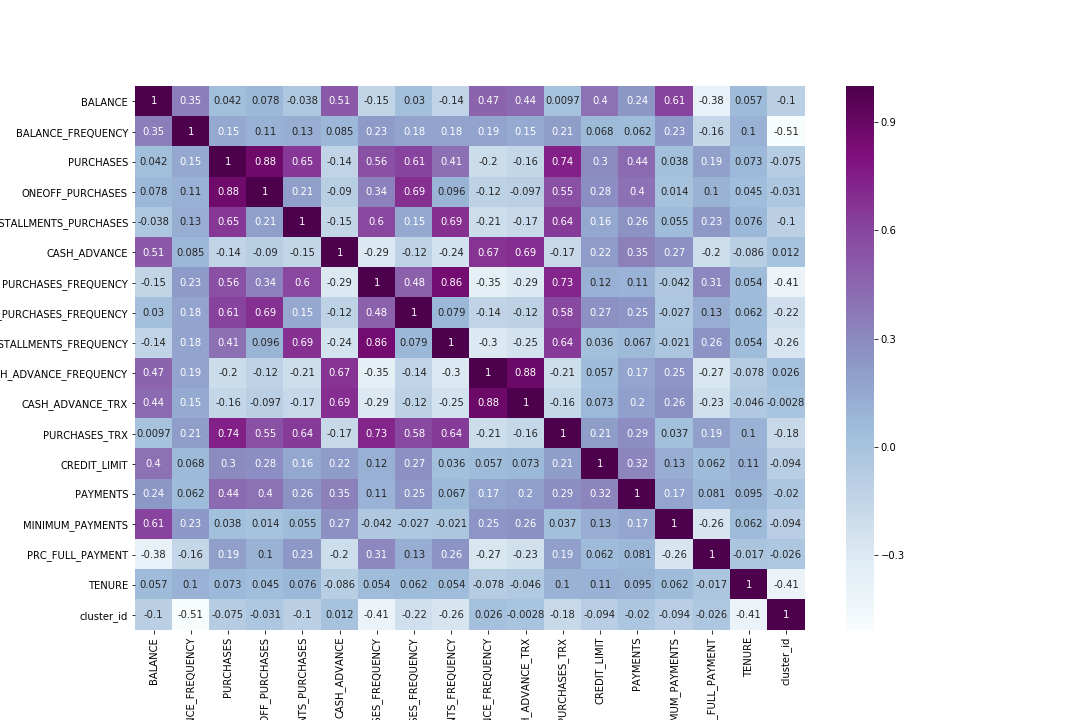 BALANCE 1 0.35 0.042 0.078 -0.038 0.51 -0.15 0.03 -0.14 0.47 0.44 0.0097 0.4 0.24 0.61 -0.38 0.057 -0.1
BALANCE_FREQUENCY 0.35 1 0.15 0.11 0.13 0.085 0.23 0.18 0.18 0.19 0.15 0.21 0.068 0.062 0.23 -0.16 0.1 -0.51
PURCHASES 0.042 0.15 1 0.88 0.65 -0.14 0.56 0.61 0.41 -0.2 -0.16 0.74 0.3 0.44 0.038 0.19 0.073 -0.075
ONEOFF_PURCHASES 0.078 0.11 0.88 1 0.21 -0.09 0.34 0.69 0.096 -0.12 -0.097 0.55 0.28 0.4 0.014 0.1 0.045 -0.031
STALLMENTS_PURCHASES -0.038 0.13 0.65 0.21 1 -0.15 0.6 0.15 0.69 -0.21 -0.17 0.64 0.16 0.26 0.055 0.23 0.076 -0.1
CASH_ADVANCE 0.51 0.085 -0.14 -0.09 -0.15 1 -0.29 -0.12 -0.24 0.67 0.69 -0.17 0.22 0.35 0.27 -0.2 -0.086 0.012
PURCHASES_FREQUENCY -0.15 0.23 0.56 0.34 0.6 -0.29 1 0.48 0.86 -0.35 -0.29 0.73 0.12 0.11 -0.042 0.31 0.054 -0.41
_PURCHASES_FREQUENCY 0.03 0.18 0.61 0.69 0.15 -0.12 0.48 1 0.079 -0.14 -0.12 0.58 0.27 0.25 -0.027 0.13 0.062 -0.22
STALLMENTS_FREQUENCY -0.14 0.18 0.41 0.096 0.69 -0.24 0.86 0.079 1 -0.3 -0.25 0.64 0.036 0.067 -0.021 0.26 0.054 -0.26
H_ADVANCE_FREQUENCY 0.47 0.19 -0.2 -0.12 -0.21 0.67 -0.35 -0.14 -0.3 1 0.88 -0.21 0.057 0.17 0.25 -0.27 -0.078 0.026
CASH_ADVANCE_TRX 0.44 0.15 -0.16 -0.097 -0.17 0.69 -0.29 -0.12 -0.25 0.88 1 -0.16 0.073 0.2 0.26 -0.23 -0.046 -0.0028
PURCHASES_TRX 0.0097 0.21 0.74 0.55 0.64 -0.17 0.73 0.58 0.64 -0.21 -0.16 1 0.21 0.29 0.037 0.19 0.1 -0.18
CREDIT_LIMIT 0.4 0.068 0.3 0.28 0.16 0.22 0.12 0.27 0.036 0.057 0.073 0.21 1 0.32 0.13 0.062 0.11 -0.094
PAYMENTS 0.24 0.062 0.44 0.4 0.26 0.35 0.11 0.25 0.067 0.17 0.2 0.29 0.32 1 0.17 0.081 0.095 -0.02
MINIMUM_PAYMENTS 0.61 0.23 0.038 0.014 0.055 0.27 -0.042 -0.027 -0.021 0.25 0.26 0.037 0.13 0.17 1 -0.26 0.062 -0.094
PRC_FULL_PAYMENT -0.38 -0.16 0.19 0.1 0.23 -0.2 0.31 0.13 0.26 -0.27 -0.23 0.19 0.062 0.081 -0.26 1 -0.017 -0.026
TENURE 0.057 0.1 0.073 0.045 0.076 -0.086 0.054 0.062 0.054 -0.078 -0.046 0.1 0.11 0.095 0.062 -0.017 1 -0.41
cluster_id -0.1 -0.51 -0.075 -0.031 -0.1 0.012 -0.41 -0.22 -0.26 0.026 -0.0028 -0.18 -0.094 -0.02 -0.094 -0.026 -0.41 1
BALANCE
NCE_FREQUENCY
PURCHASES
OFF_PURCHASES
NTS_PURCHASES
CASH_ADVANCE
SES_FREQUENCY
SES_FREQUENCY
NTS_FREQUENCY
NCE_FREQUENCY
H_ADVANCE_TRX
PURCHASES_TRX
CREDIT_LIMIT
PAYMENTS
MUM_PAYMENTS
_FULL_PAYMENT
TENURE
cluster_id
0.9
0.6
0.3
0.0
−0.3